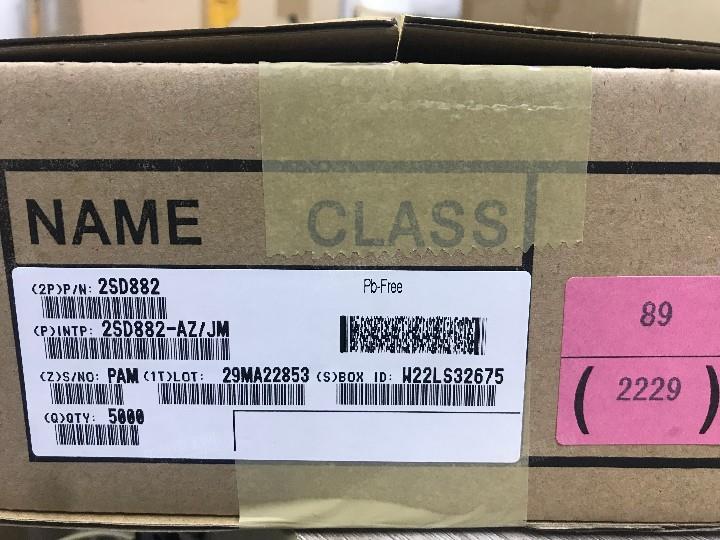 NAME CLASS
(2P)P/N: 2SD882
Pb-Free
(P)INTP: 2SD882-AZ/JM
(Z)S/NO: PAM (1T)LOT: 29MA22853 (S)BOX ID: W22LS32675
(Q)QTY: 5000
89
(2229)